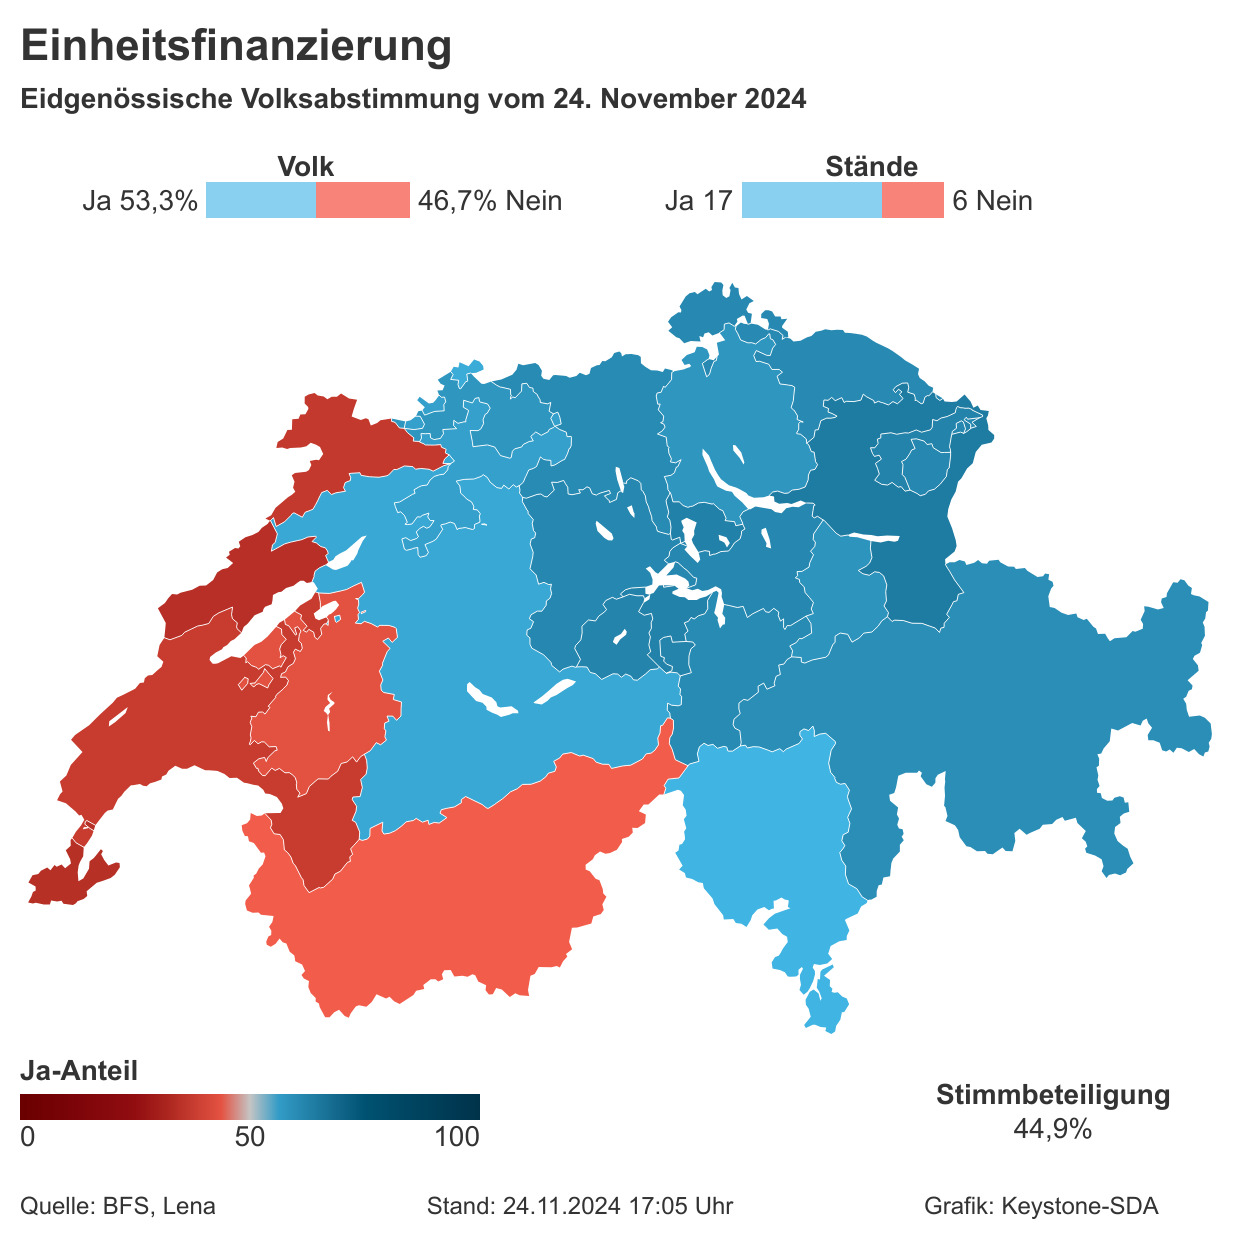 Einheitsfinanzierung
Eidgenössische Volksabstimmung vom 24. November 2024
Volk
Ja 53,3% 46,7% Nein
Stände
Ja 17 6 Nein
Ja-Anteil
0 50 100
Stimmbeteiligung
44,9%
Quelle: BFS, Lena
Stand: 24.11.2024 17:05 Uhr
Grafik: Keystone-SDA